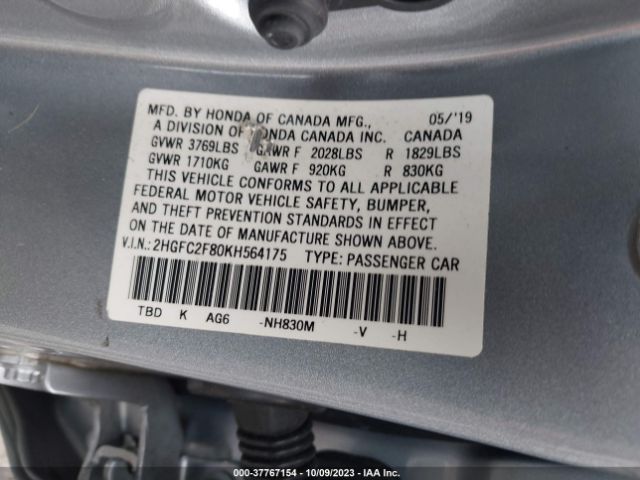 MFD. BY HONDA OF CANADA MFG., 05/'19
A DIVISION OF HONDA CANADA INC. CANADA
GVWR 3769LBS GAWR F 2028LBS R 1829LBS
GVWR 1710KG GAWR F 920KG R 830KG
THIS VEHICLE CONFORMS TO ALL APPLICABLE
FEDERAL MOTOR VEHICLE SAFETY, BUMPER,
AND THEFT PREVENTION STANDARDS IN EFFECT
ON THE DATE OF MANUFACTURE SHOWN ABOVE.
V.I.N.: 2HGFC2F80KH564175 TYPE: PASSENGER CAR
TBD K AG6 -NH830M -V -H
000-37767154 - 10/09/2023 - IAA Inc.